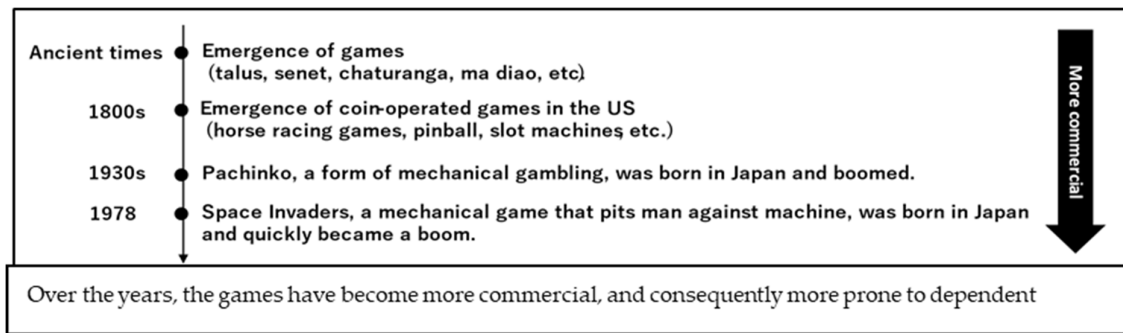 Ancient times
Emergence of games
(talus, senet, chaturanga, ma diao, etc)
1800s
Emergence of coin-operated games in the US
(horse racing games, pinball, slot machines, etc.)
1930s
Pachinko, a form of mechanical gambling, was born in Japan and boomed.
1978
Space Invaders, a mechanical game that pits man against machine, was born in Japan
and quickly became a boom.
More commercial
Over the years, the games have become more commercial, and consequently more prone to dependent